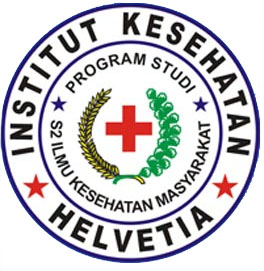 INSTITUT KESEHATAN
HELVETIA
PROGRAM STUDI
S2 ILMU KESEHATAN MASYARAKAT